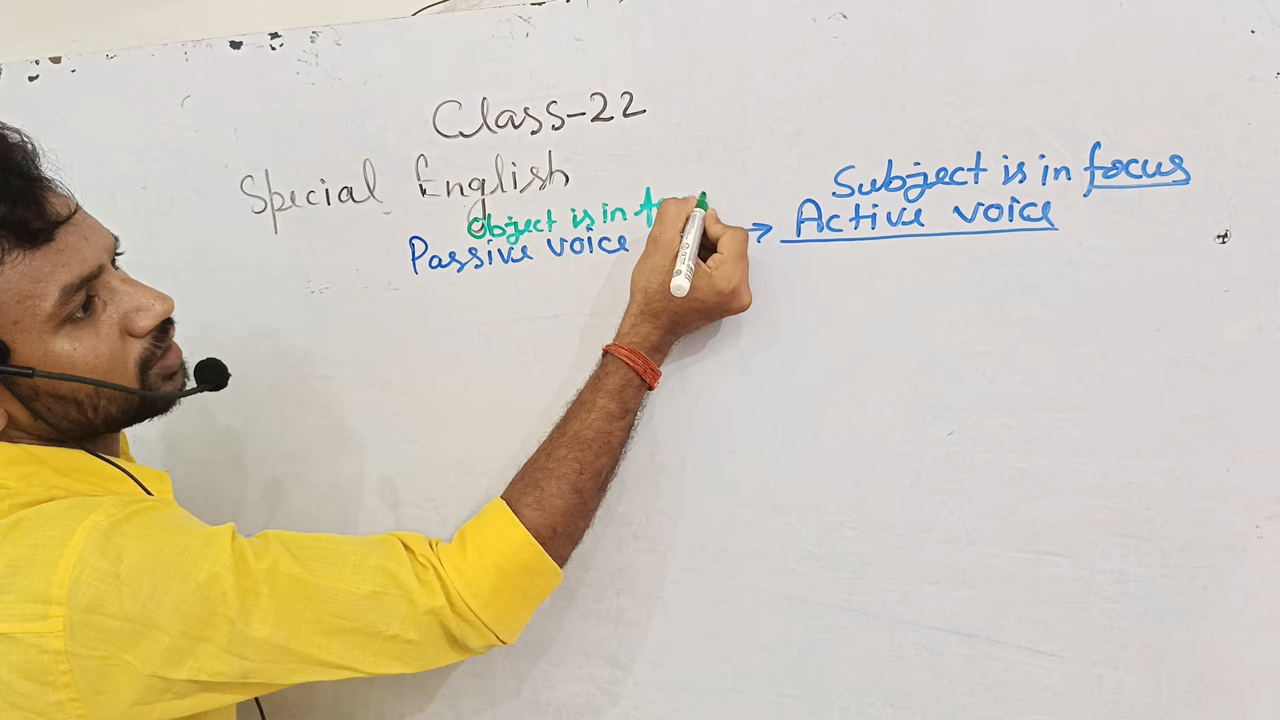 Class-22
Special English
Object is in
Passive voice
→ Active voice
Subject is in focus